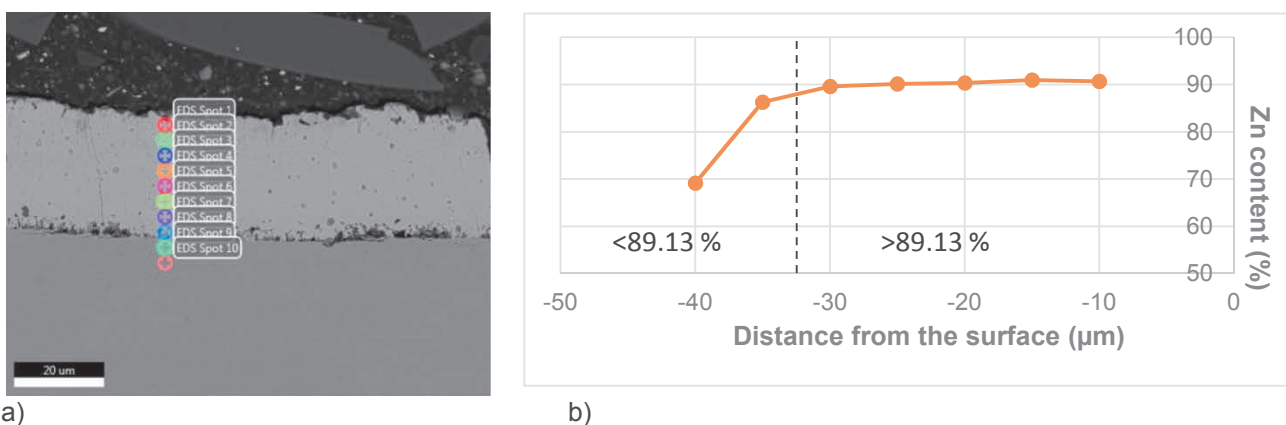 EDS Spot 1
EDS Spot 2
EDS Spot 3
EDS Spot 4
EDS Spot 5
EDS Spot 6
EDS Spot 7
EDS Spot 8
EDS Spot 9
EDS Spot 10
20 um
a)
100
90
80
70
60
50
Zn content (%)
<89.13 %
>89.13 %
-50 -40 -30 -20 -10 0
Distance from the surface (μm)
b)